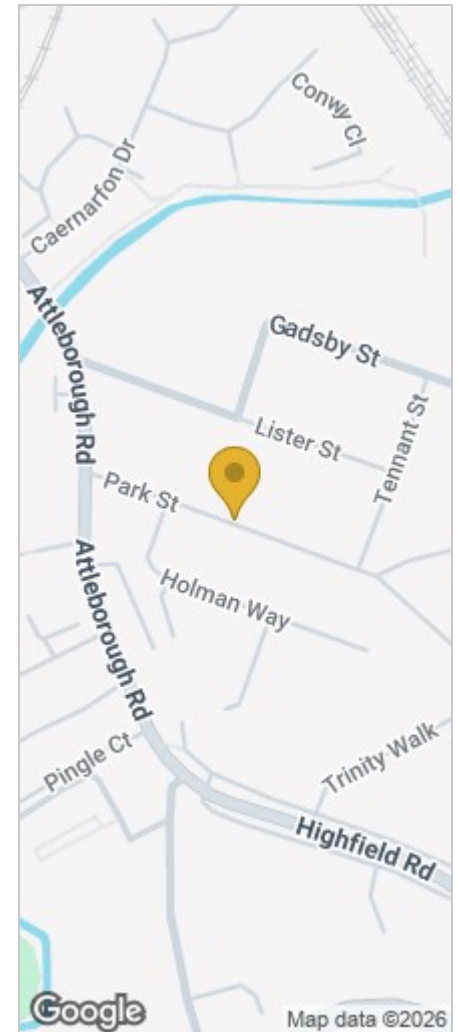 Conwy Cl
Caernarfon Dr
Attleborough Rd
Gadsby St
Lister St
Tennant St
Park St
Attleborough Rd
Holman Way
Pingle Ct
Trinity Walk
Highfield Rd
Google
Map data ©2026